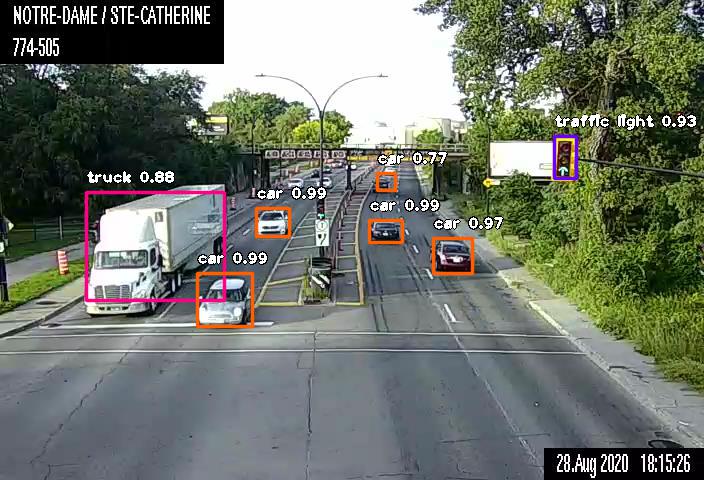 NOTRE-DAME / STE-CATHERINE
774-505
traffic light 0.93
car 0.77
truck 0.88
car 0.99
car 0.99
car 0.97
car 0.99
28.Aug 2020 18:15:26